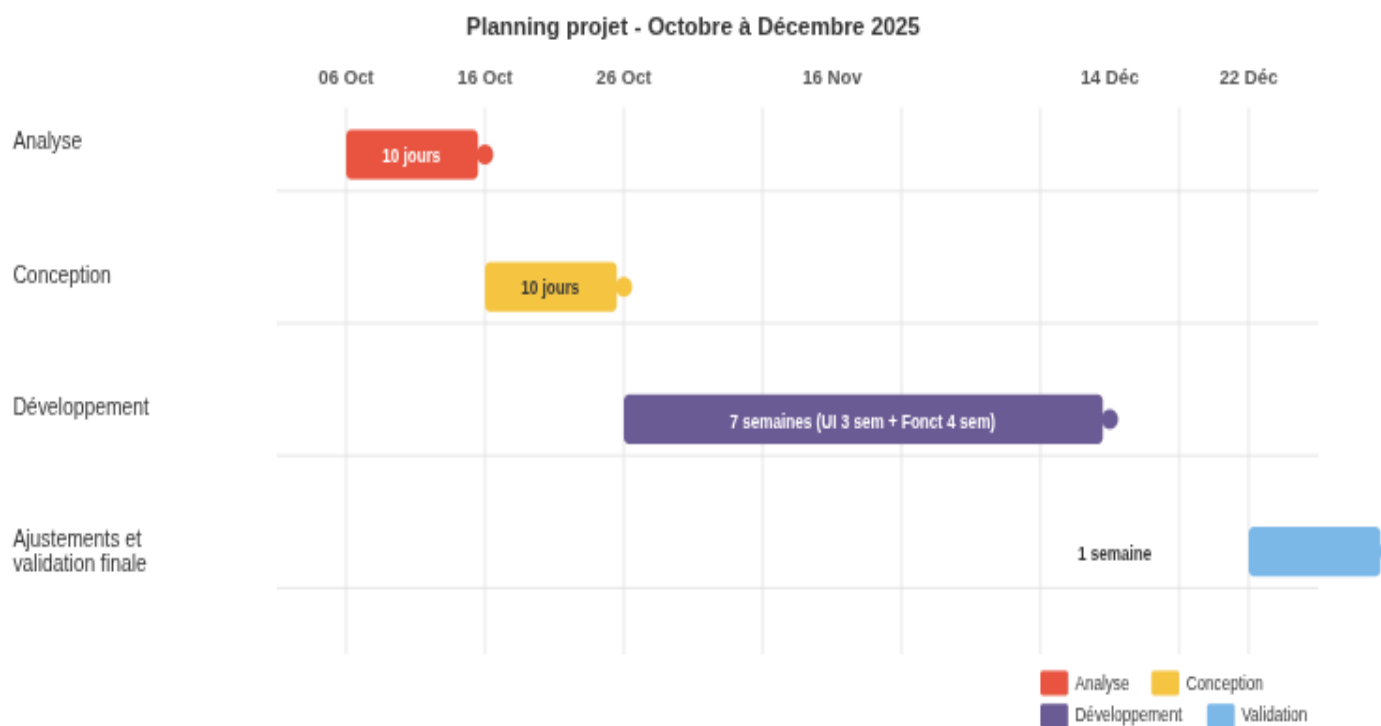 Planning projet - Octobre à Décembre 2025
06 Oct 16 Oct 26 Oct 16 Nov 14 Déc 22 Déc
Analyse
10 jours
Conception
10 jours
Développement
7 semaines (UI 3 sem + Fonct 4 sem)
Ajustements et
validation finale
1 semaine
Analyse Conception
Développement Validation